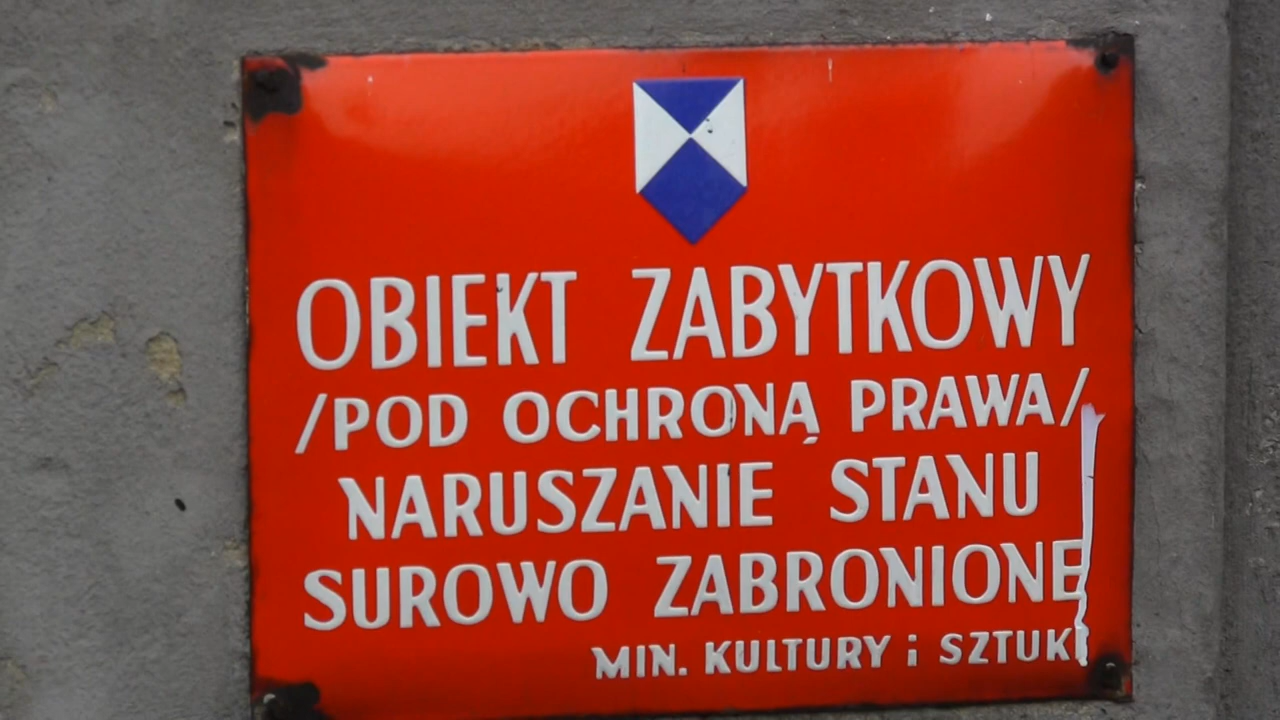 OBIEKT ZABYTKOWY
/POD OCHRONĄ PRAWA/
NARUSZANIE STANU
SUROWO ZABRONIONE
MIN. KULTURY i SZTUKI